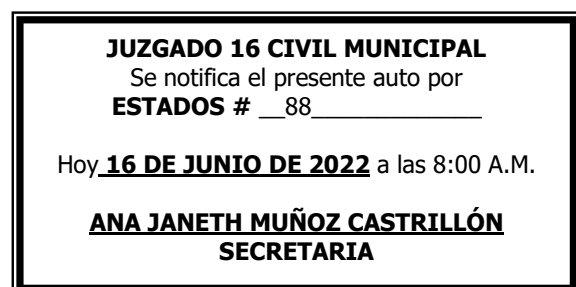 JUZGADO 16 CIVIL MUNICIPAL
Se notifica el presente auto por
ESTADOS # __88_____________
Hoy 16 DE JUNIO DE 2022 a las 8:00 A.M.
ANA JANETH MUÑOZ CASTRILLÓN
SECRETARIA